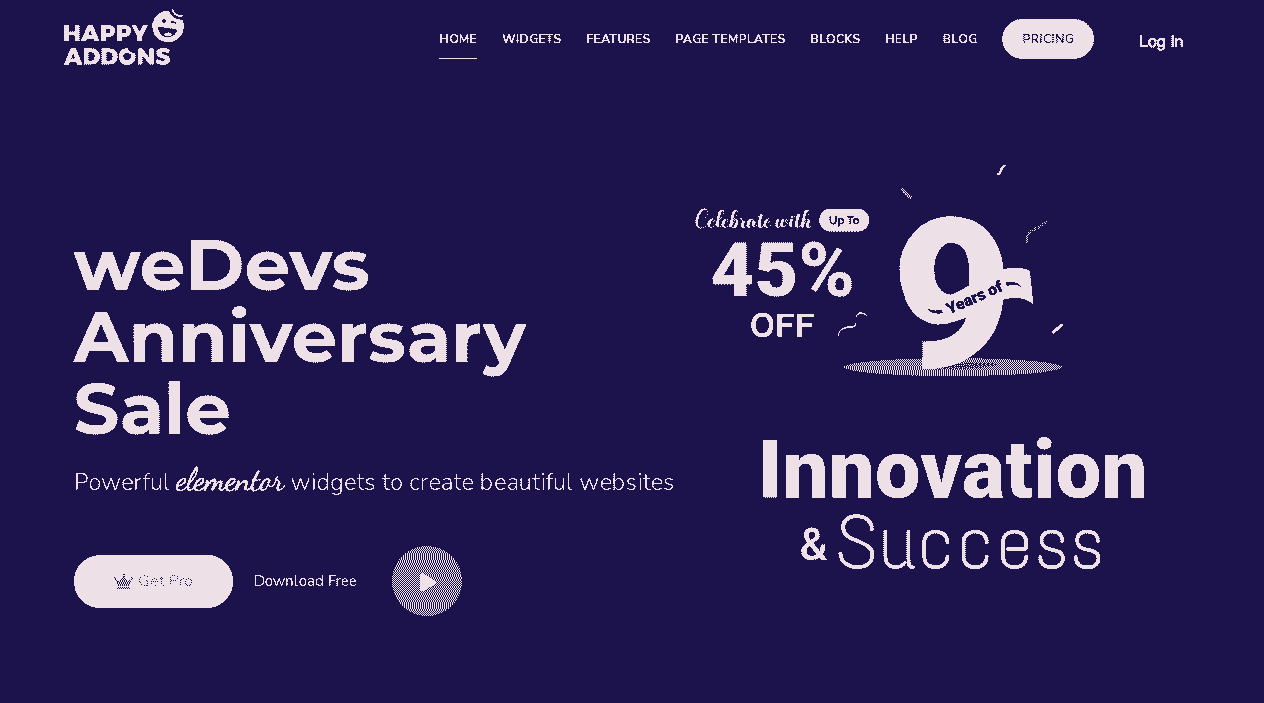 HAPPY
ADDONS
HOME WIDGETS FEATURES PAGE TEMPLATES BLOCKS HELP BLOG PRICING Log in
weDevs
Anniversary
Sale
Powerful elementor widgets to create beautiful websites
Get Pro Download Free
Celebrate with Up To
45%
OFF
9
Years of
Innovation
& Success